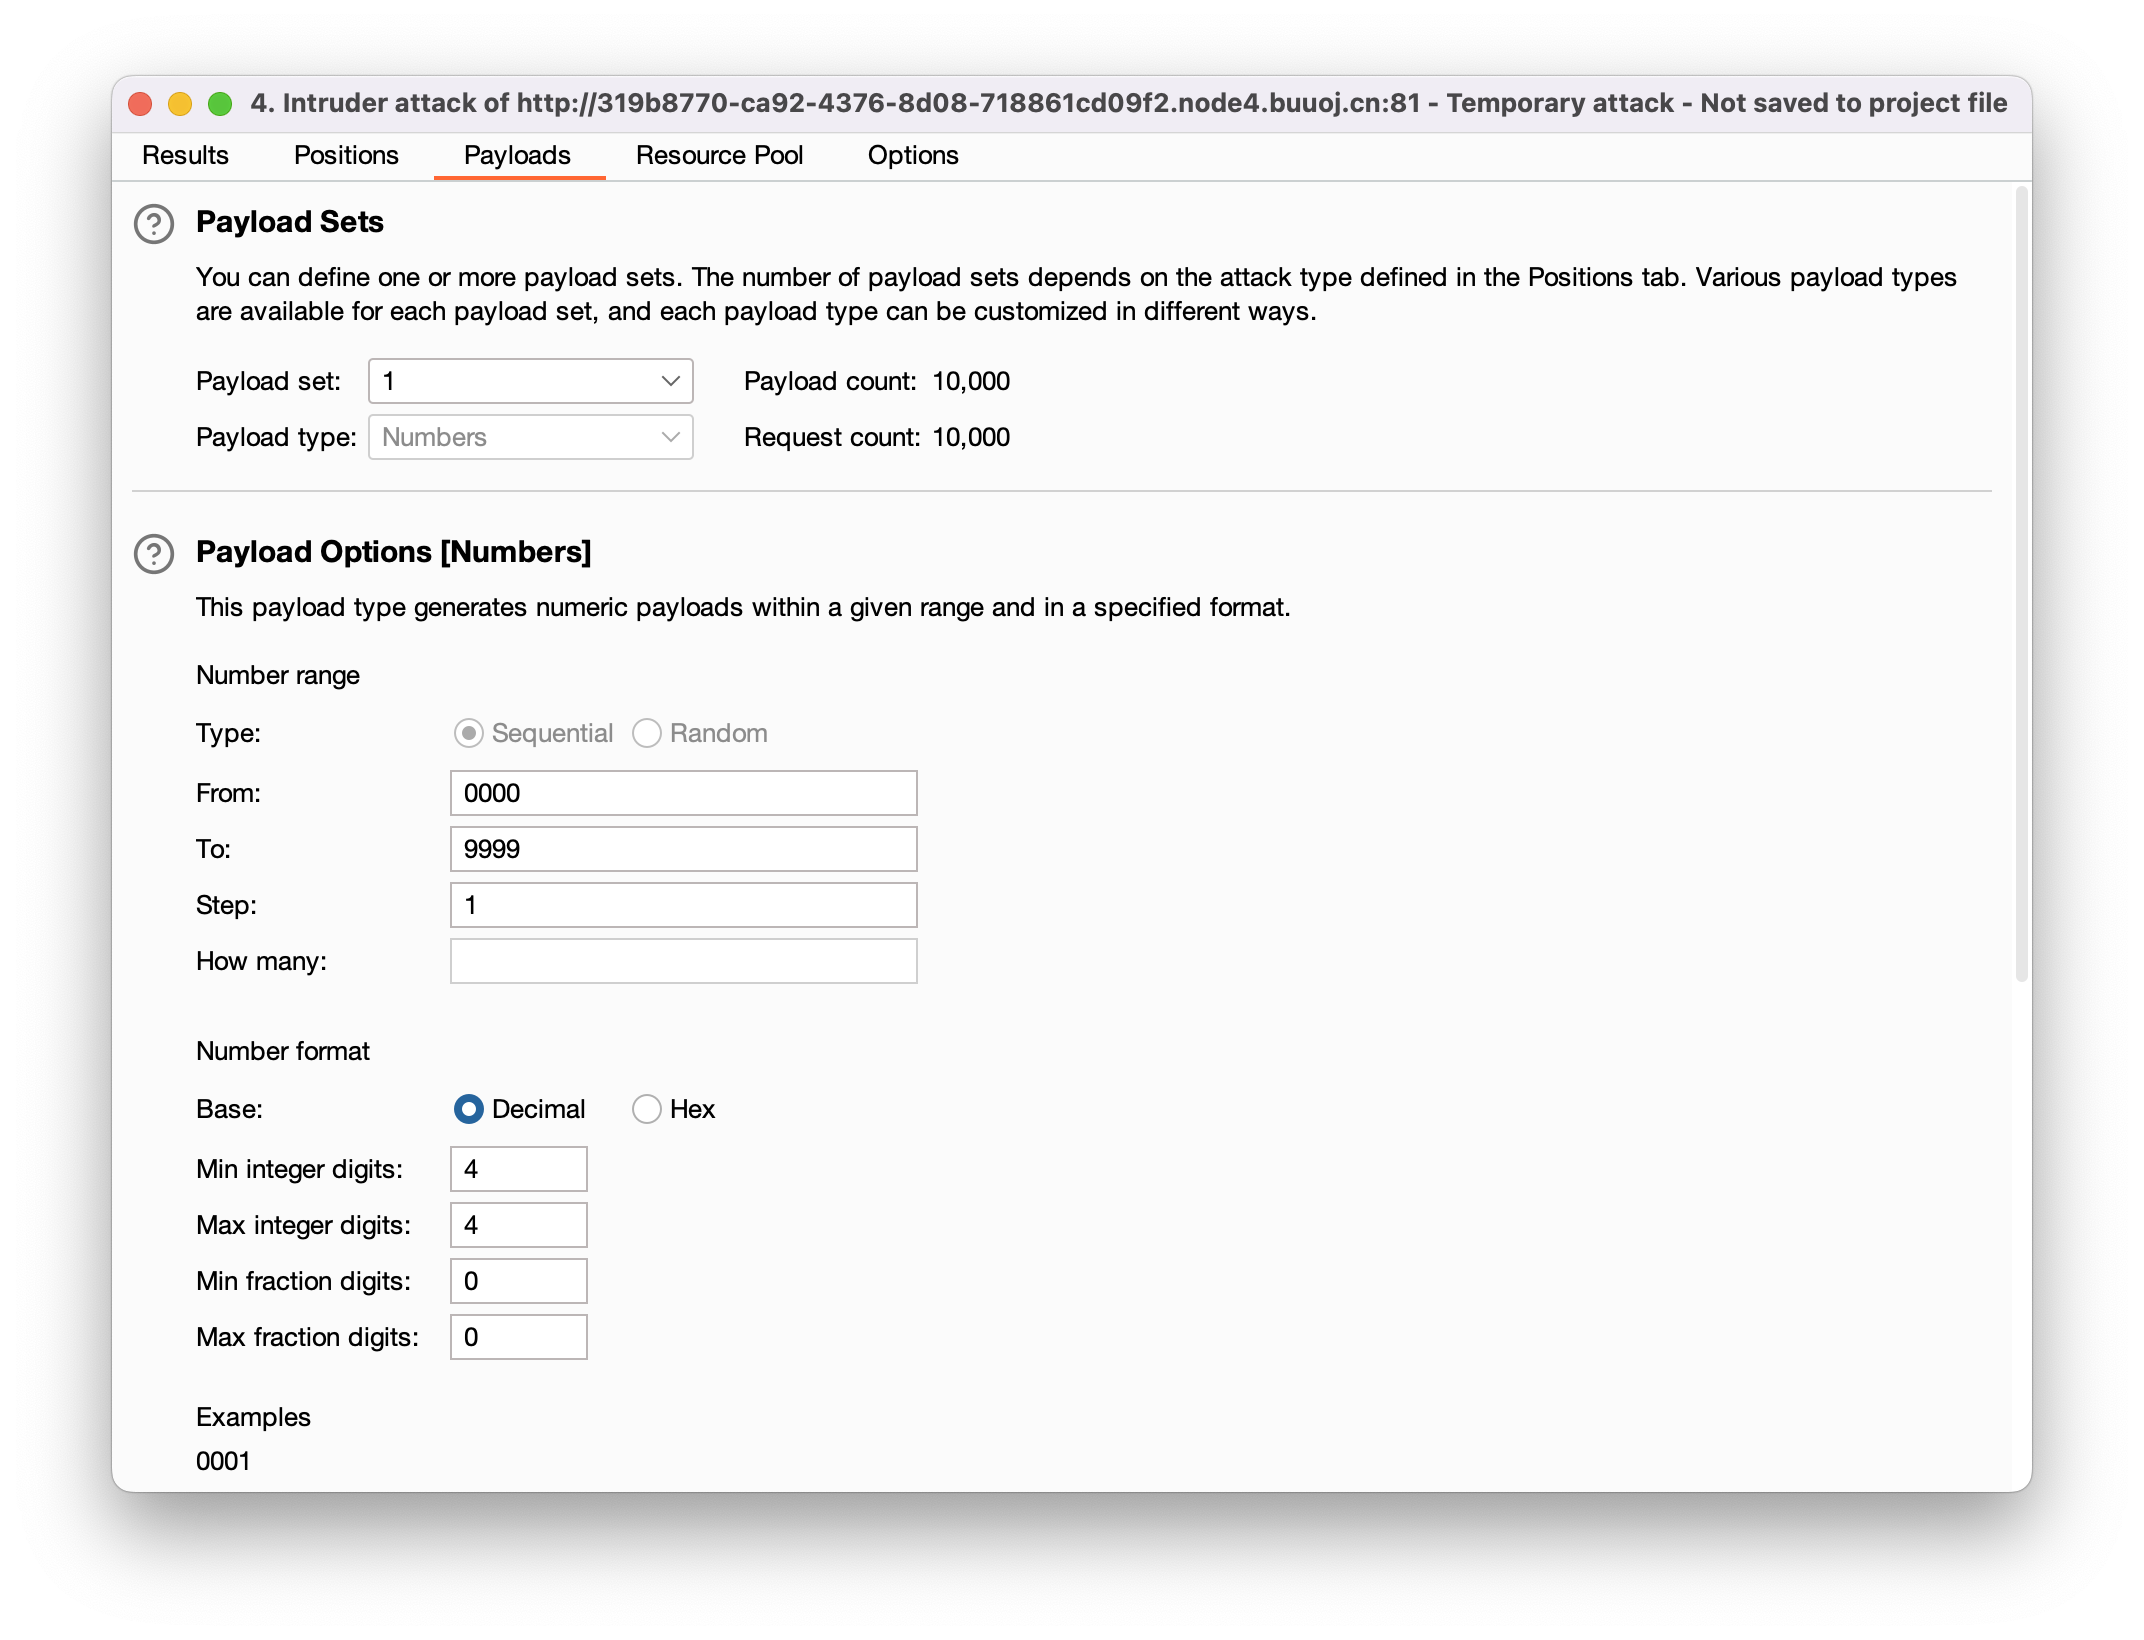 4. Intruder attack of http://319b8770-ca92-4376-8d08-718861cd09f2.node4.buuoj.cn:81 - Temporary attack - Not saved to project file
Results Positions Payloads Resource Pool Options
? Payload Sets
You can define one or more payload sets. The number of payload sets depends on the attack type defined in the Positions tab. Various payload types
are available for each payload set, and each payload type can be customized in different ways.
Payload set: 1 Payload count: 10,000
Payload type: Numbers Request count: 10,000
? Payload Options [Numbers]
This payload type generates numeric payloads within a given range and in a specified format.
Number range
Type: Sequential Random
From: 0000
To: 9999
Step: 1
How many:
Number format
Base: Decimal Hex
Min integer digits: 4
Max integer digits: 4
Min fraction digits: 0
Max fraction digits: 0
Examples
0001